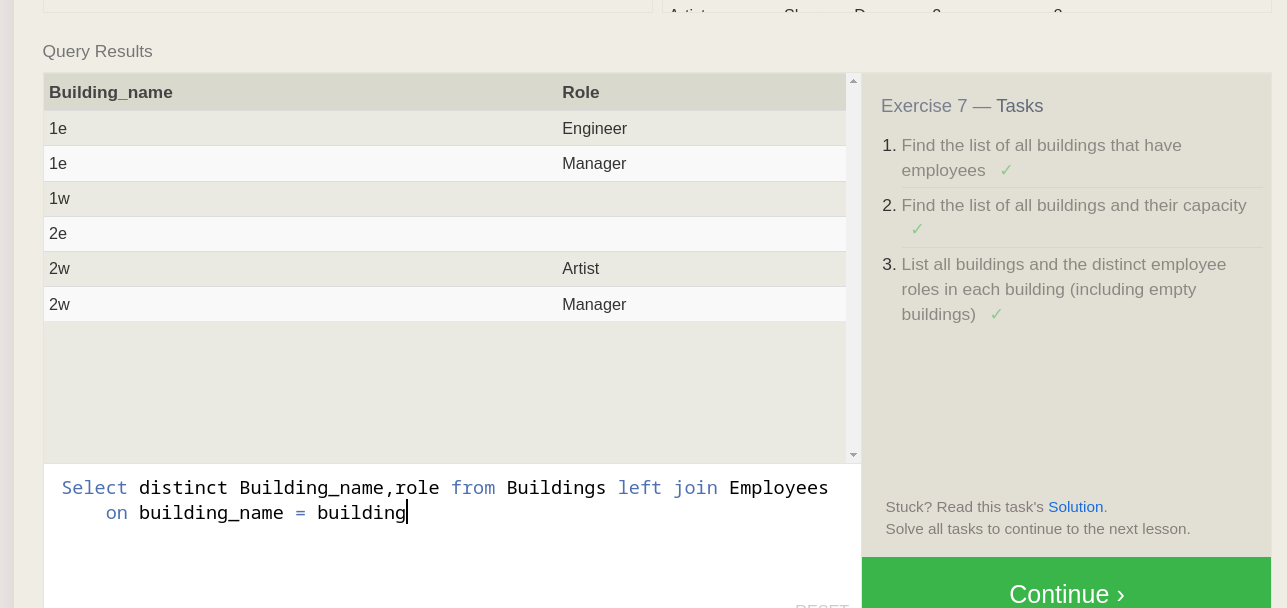 Query Results
Building_name Role
1e Engineer
1e Manager
1w
2e
2w Artist
2w Manager
Select distinct Building_name,role from Buildings left join Employees
on building_name = building
Exercise 7 — Tasks
1. Find the list of all buildings that have
employees ✓
2. Find the list of all buildings and their capacity
✓
3. List all buildings and the distinct employee
roles in each building (including empty
buildings) ✓
Stuck? Read this task's Solution.
Solve all tasks to continue to the next lesson.
Continue ›
RESET